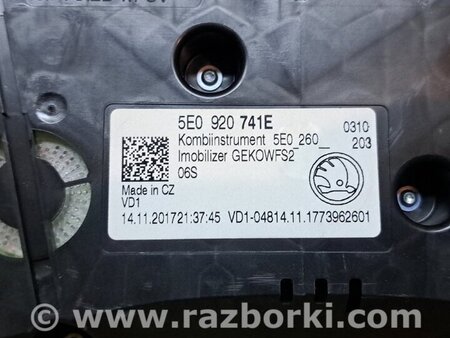 5E0 920 741E
Kombiinstrument 5E0 260_ 0310
Imobilizer GEKOWFS2_ 203
06S
Made in CZ
VD1
14.11.201721:37:45 VD1-04814.11.1773962601
© www.razborki.com/